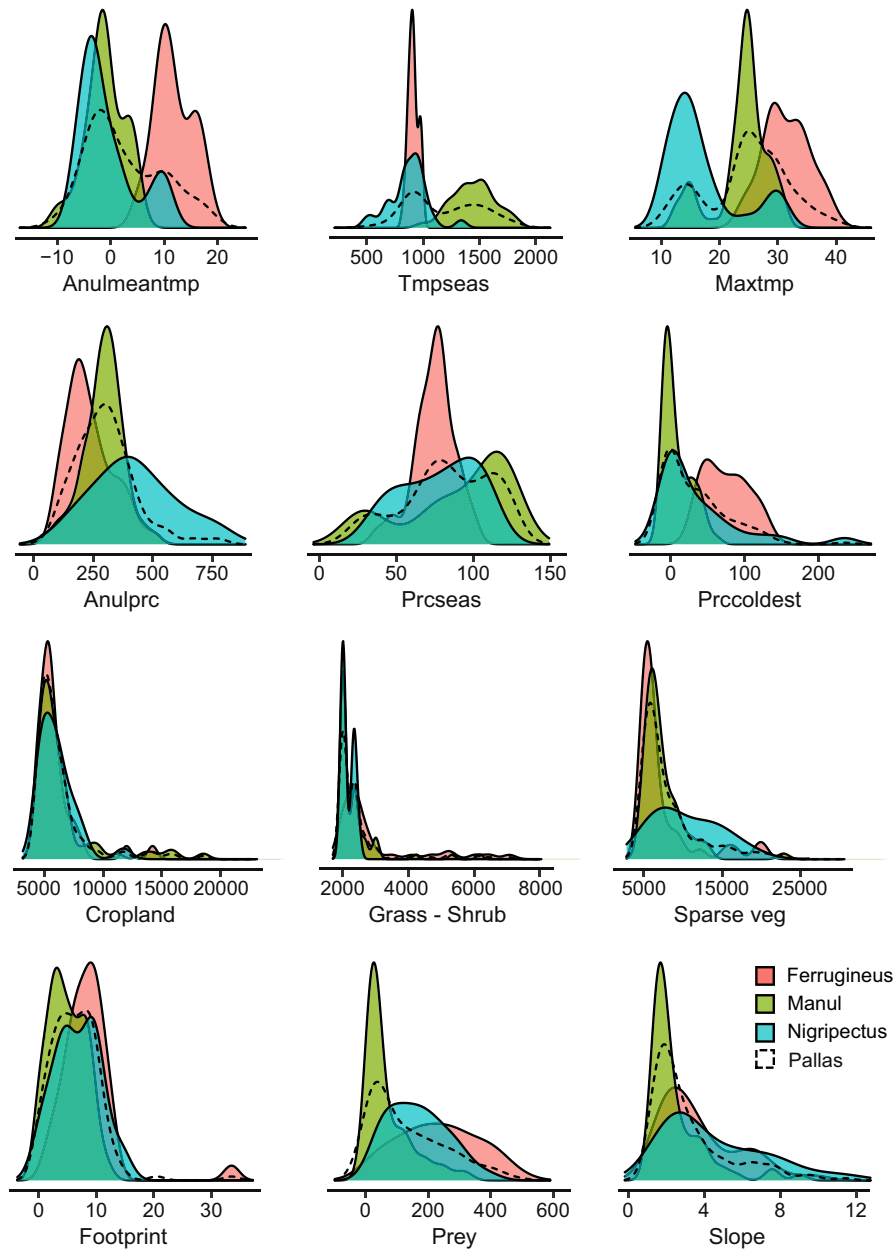 −10 0 10 20
Anulmeantmp
500 1000 1500 2000
Tmpseas
10 20 30 40
Maxtmp
0 250 500 750
Anulprc
0 50 100 150
Prcseas
0 100 200
Prccoldest
5000 10000 15000 20000
Cropland
2000 4000 6000 8000
Grass - Shrub
5000 15000 25000
Sparse veg
Ferrugineus
Manul
Nigripectus
Pallas
0 10 20 30
Footprint
0 200 400 600
Prey
0 4 8 12
Slope